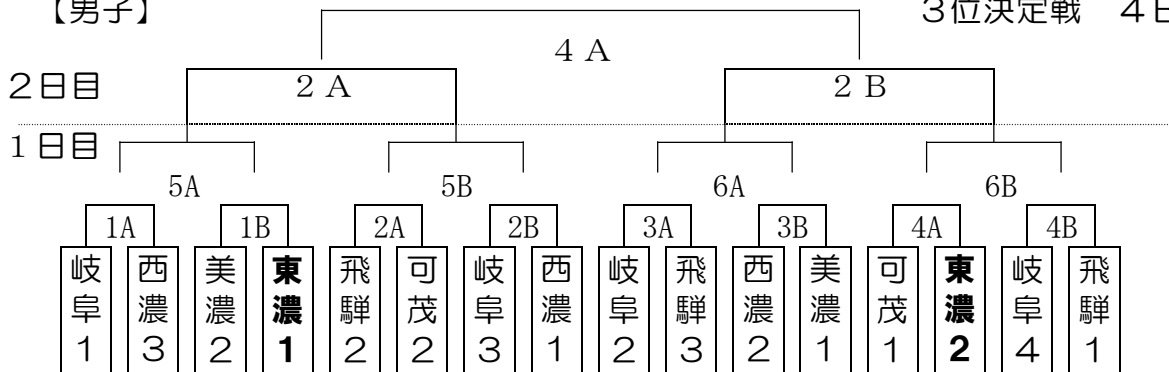 【男子】
3位決定戦 4日
4 A
2日目
2 A
2 B
1日目
5A
5B
6A
6B
1A
1B
2A
2B
3A
3B
4A
4B
岐阜1
西濃3
美濃2
東濃1
飛騨2
可茂2
岐阜3
西濃1
岐阜2
飛騨3
西濃2
美濃1
可茂1
東濃2
岐阜4
飛騨1